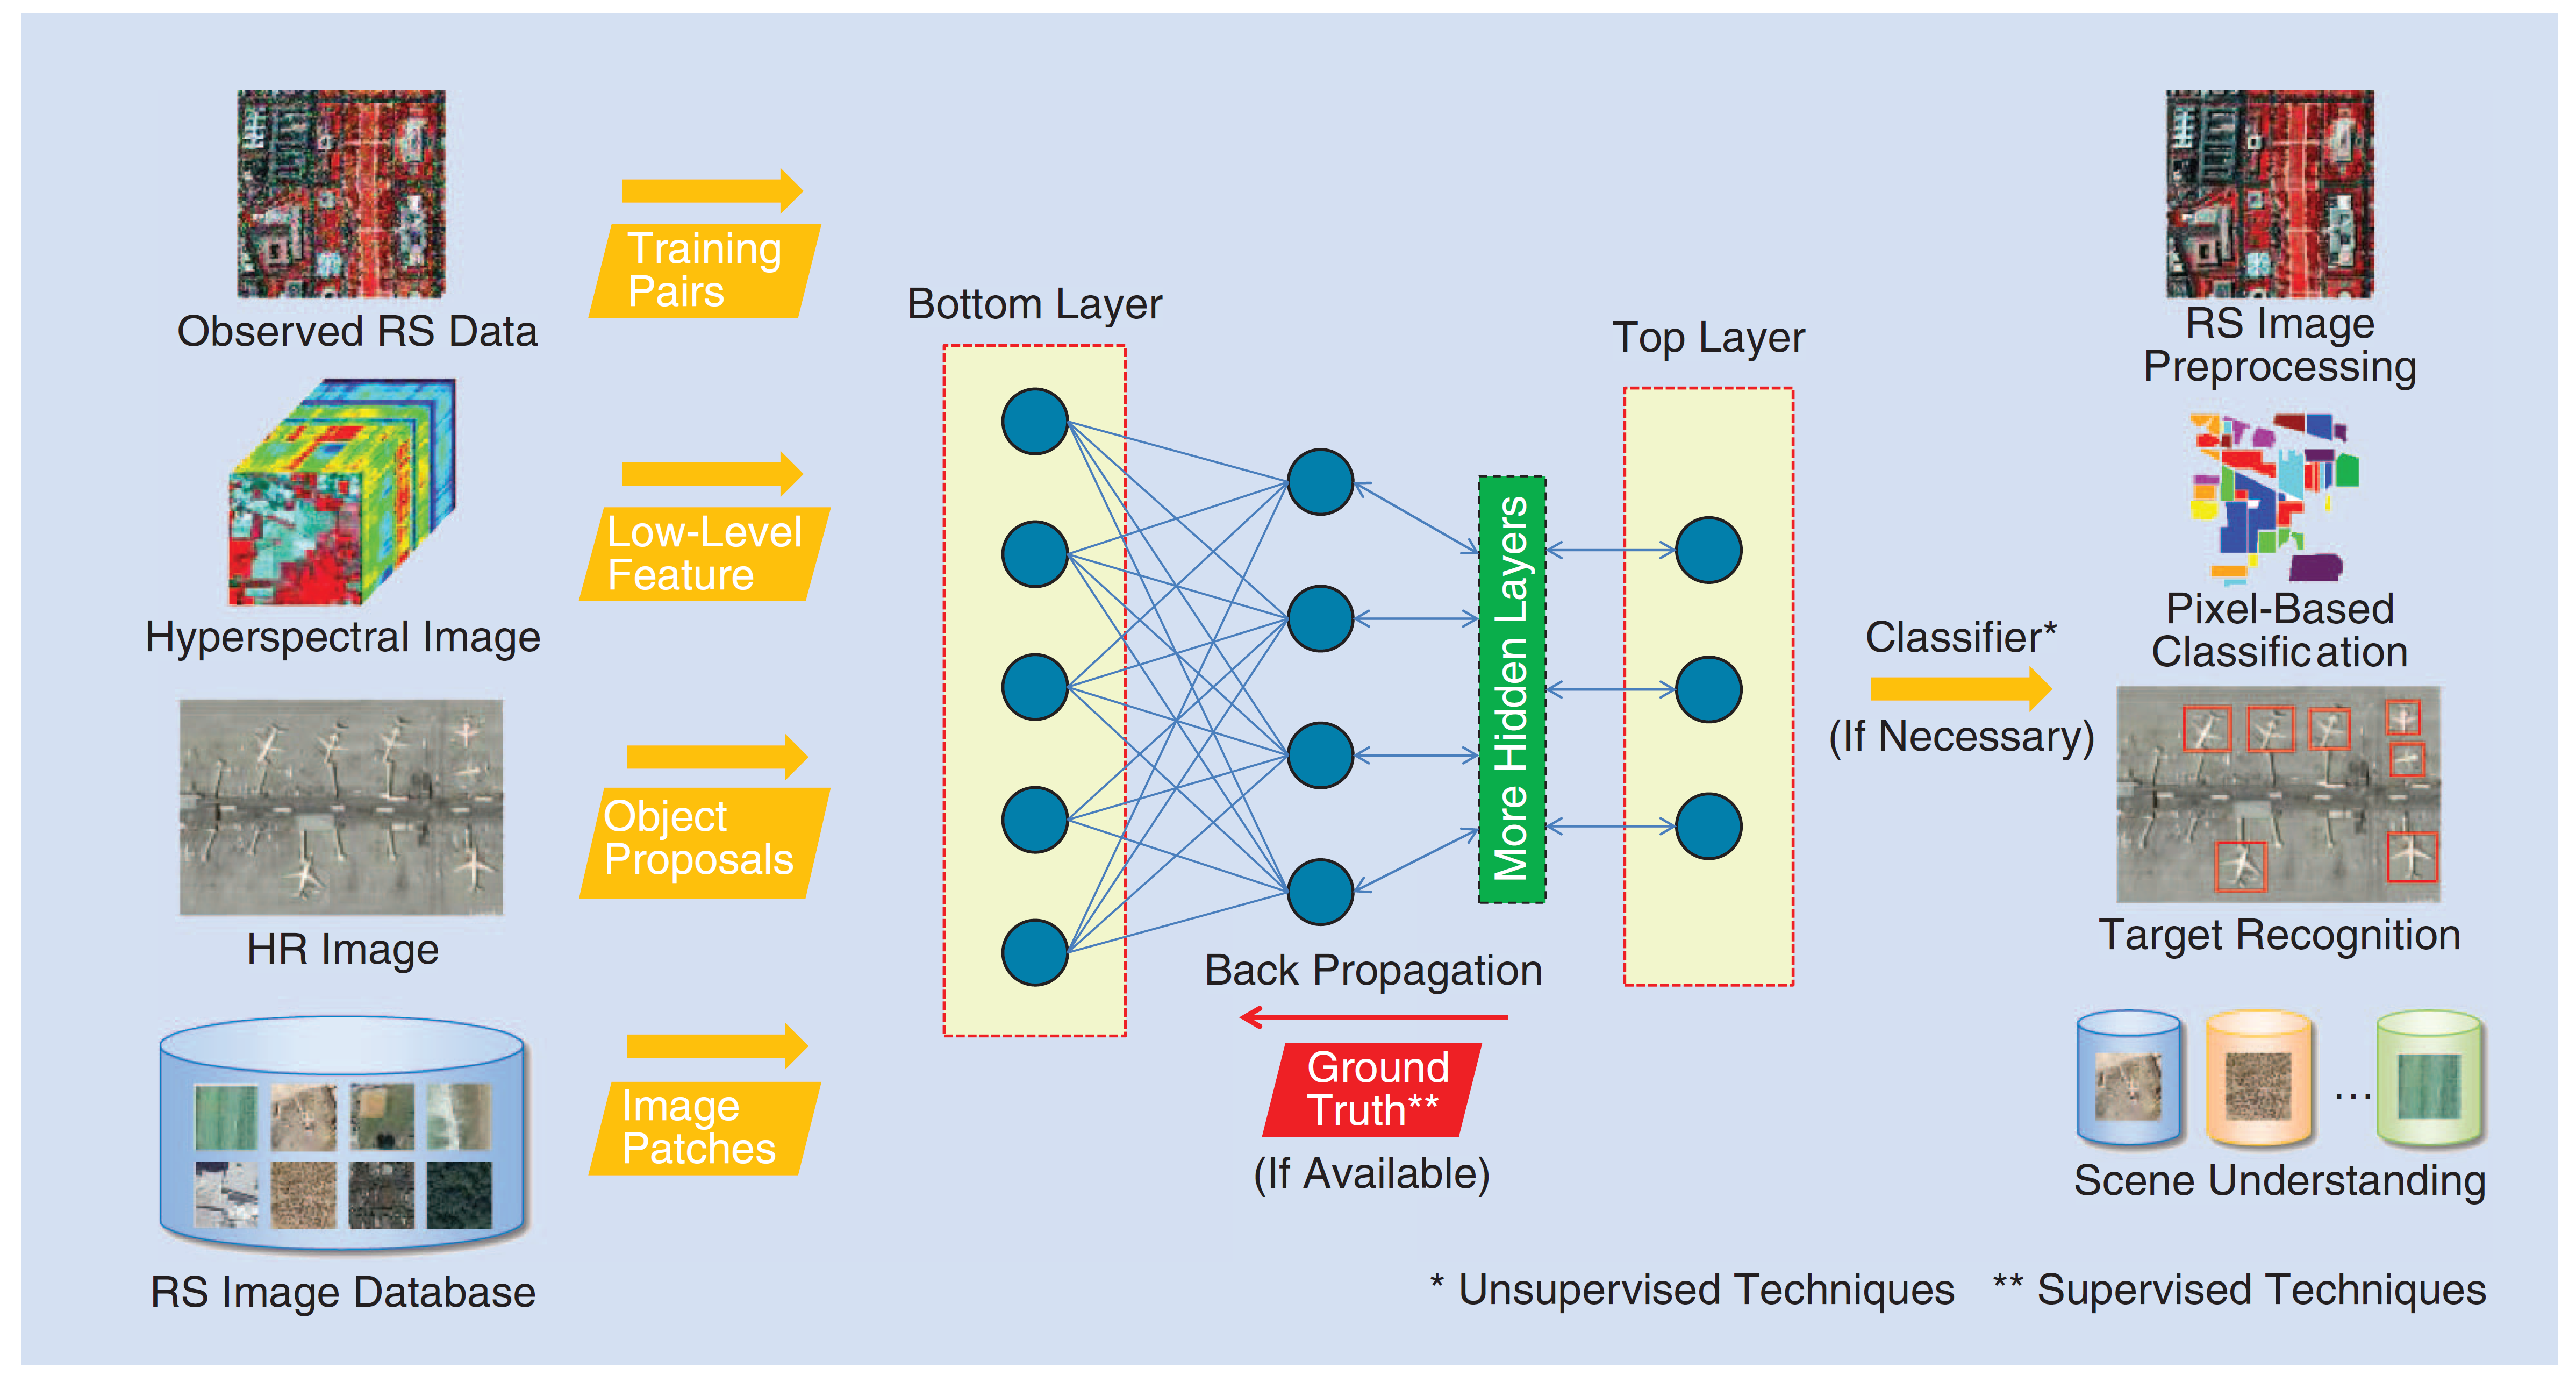 Observed RS Data
Training
Pairs
Hyperspectral Image
Low-Level
Feature
HR Image
Object
Proposals
RS Image Database
Image
Patches
Bottom Layer
More Hidden Layers
Top Layer
Back Propagation
Ground
Truth**
(If Available)
Classifier*
(If Necessary)
RS Image
Preprocessing
Pixel-Based
Classification
Target Recognition
...
Scene Understanding
* Unsupervised Techniques ** Supervised Techniques